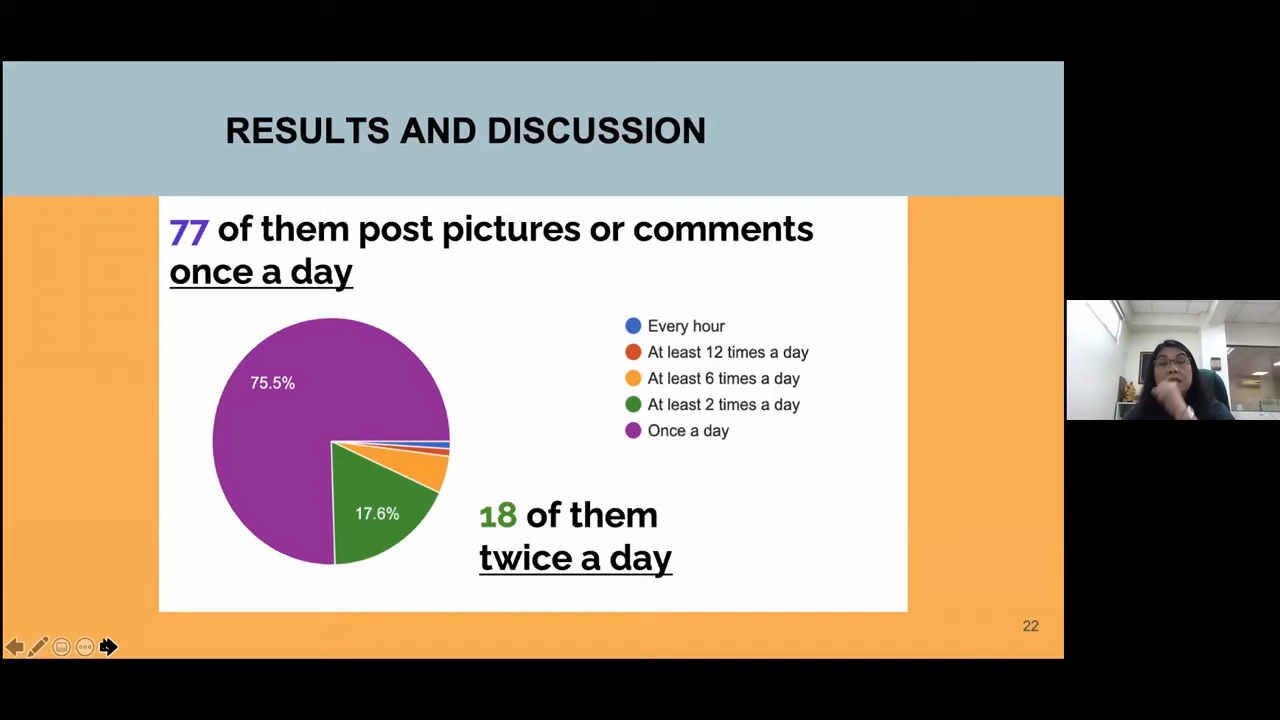 RESULTS AND DISCUSSION
77 of them post pictures or comments
once a day
75.5%
17.6%
Every hour
At least 12 times a day
At least 6 times a day
At least 2 times a day
Once a day
18 of them
twice a day
22